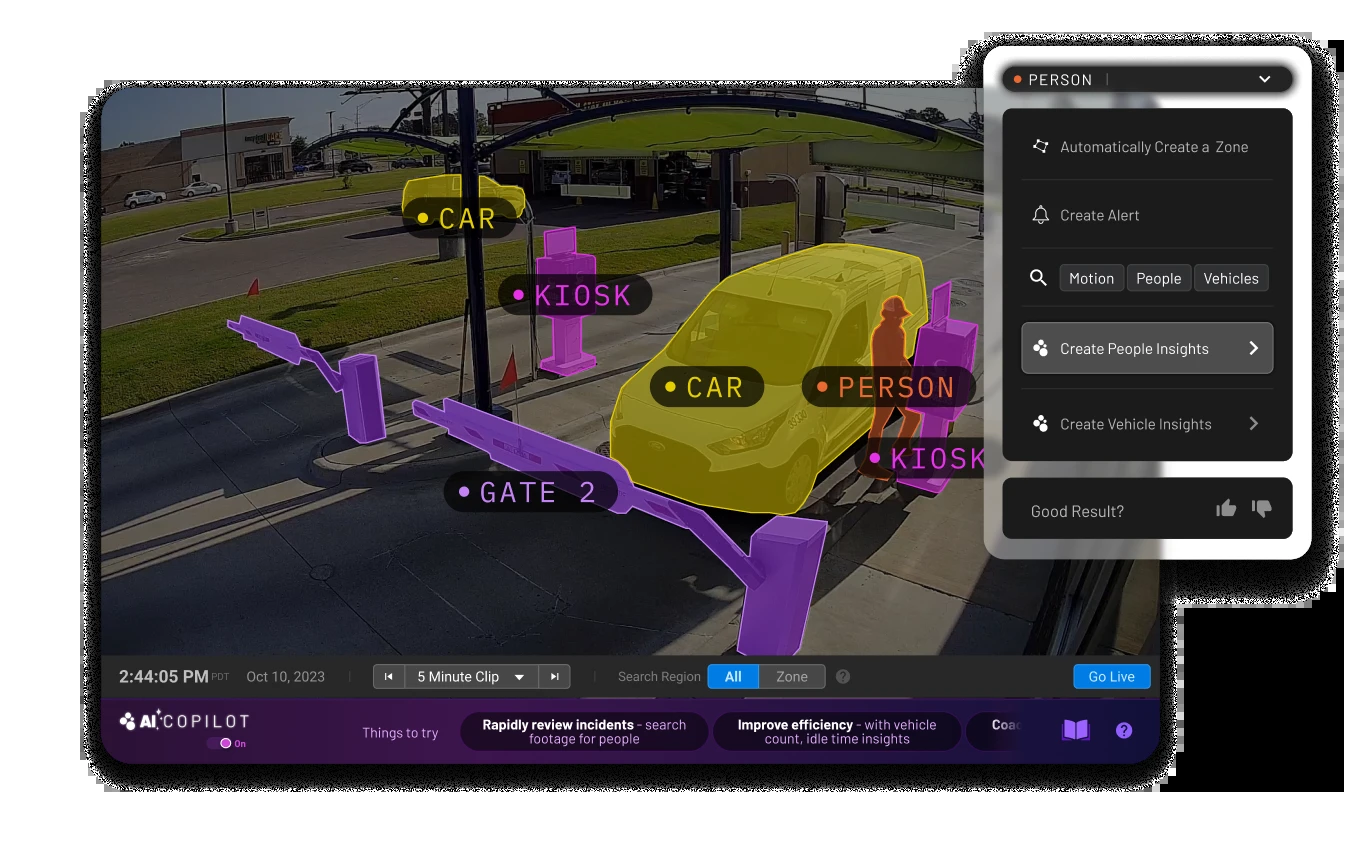 PERSON
Automatically Create a Zone
Create Alert
Motion People Vehicles
Create People Insights
Create Vehicle Insights
Good Result?
CAR
KIOSK
CAR
PERSON
KIOSK
GATE 2
2:44:05 PM PDT Oct 10, 2023 5 Minute Clip Search Region All Zone ? Go Live
AI COPILOT
On
Things to try
Rapidly review incidents - search
footage for people
Improve efficiency - with vehicle
count, idle time insights
?